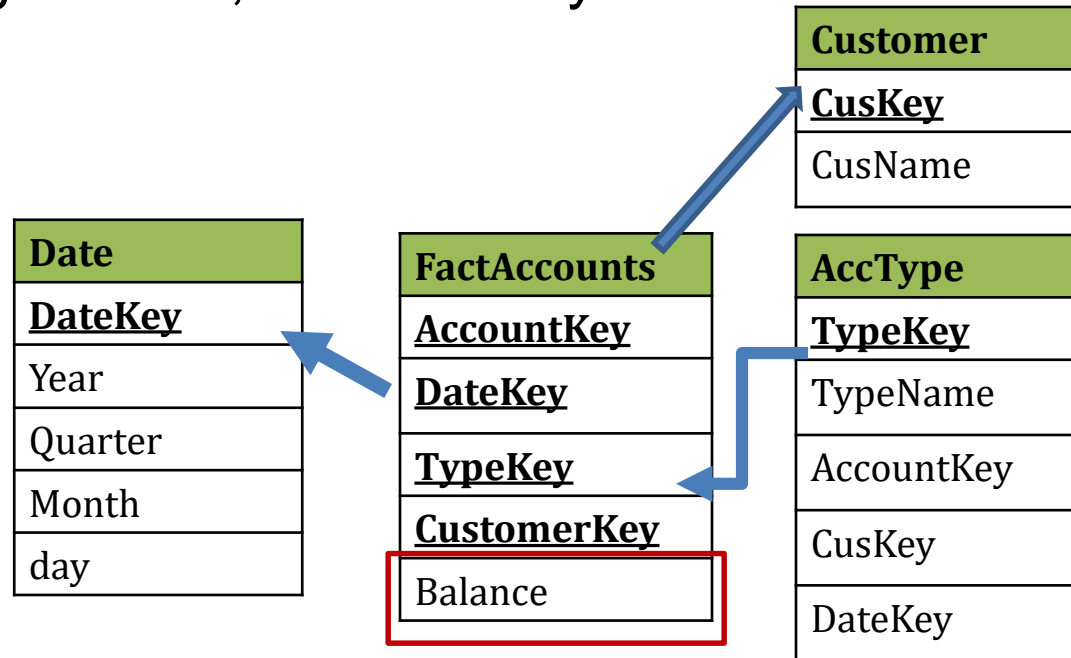 Customer
CusKey
CusName
Date
DateKey
Year
Quarter
Month
day
FactAccounts
AccountKey
DateKey
TypeKey
CustomerKey
Balance
AccType
TypeKey
TypeName
AccountKey
CusKey
DateKey